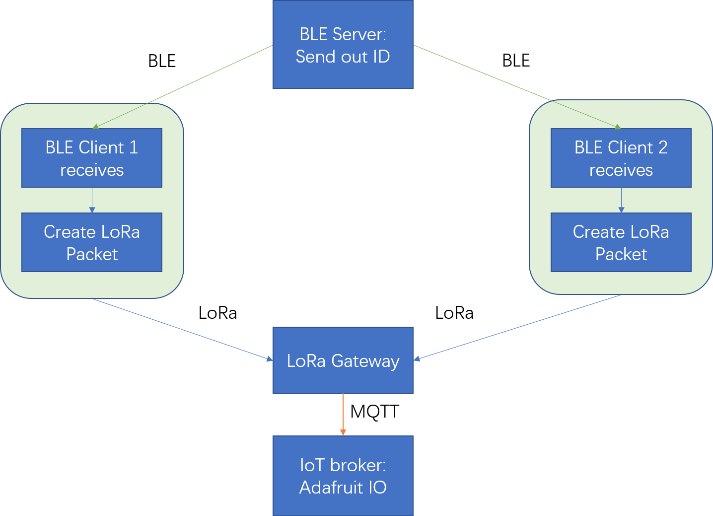 BLE Server:
Send out ID
BLE
BLE
BLE Client 1
receives
BLE Client 2
receives
Create LoRa
Packet
Create LoRa
Packet
LoRa
LoRa
LoRa Gateway
MQTT
IoT broker:
Adafruit IO